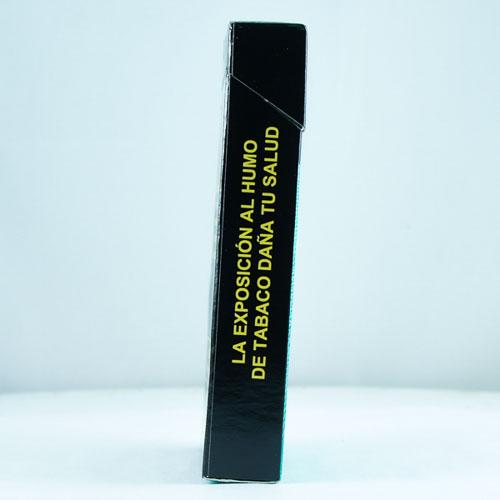 LA EXPOSICIÓN AL HUMO
DE TABACO DAÑA TU SALUD